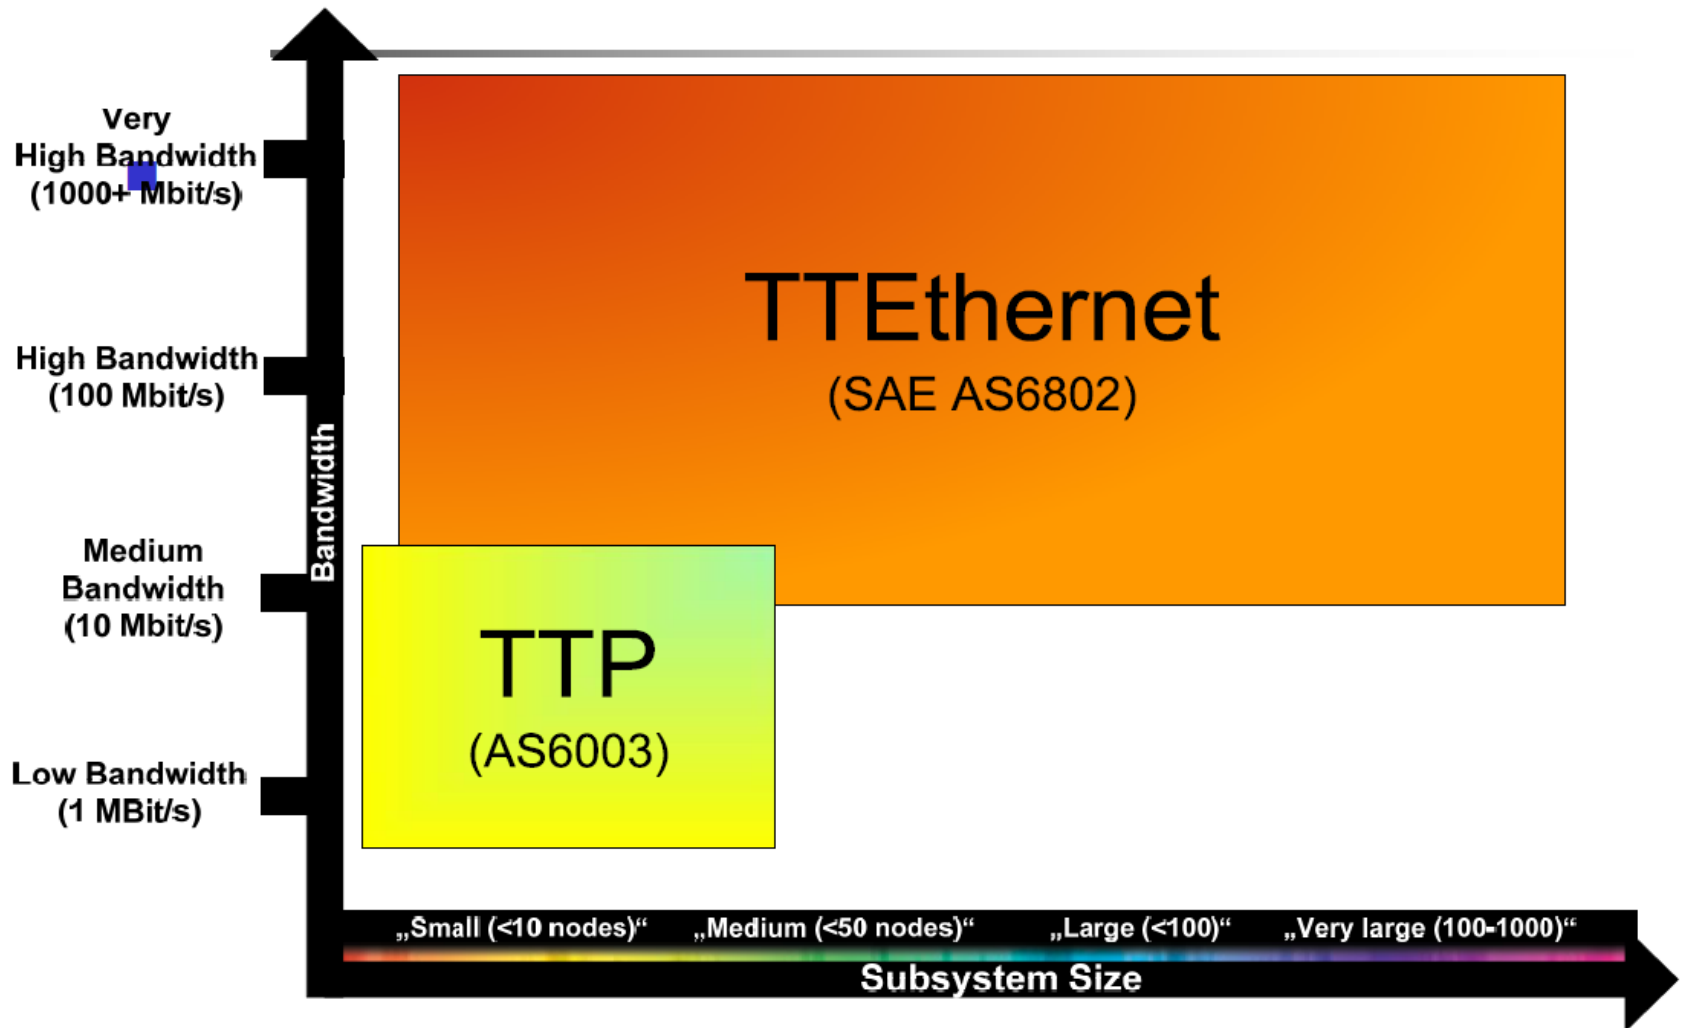 Very
High Bandwidth
(1000+ Mbit/s)
High Bandwidth
(100 Mbit/s)
Medium
Bandwidth
(10 Mbit/s)
Low Bandwidth
(1 MBit/s)
Bandwidth
TTEthernet
(SAE AS6802)
TTP
(AS6003)
„Small (<10 nodes)“ „Medium (<50 nodes)“ „Large (<100)“ „Very large (100-1000)“
Subsystem Size